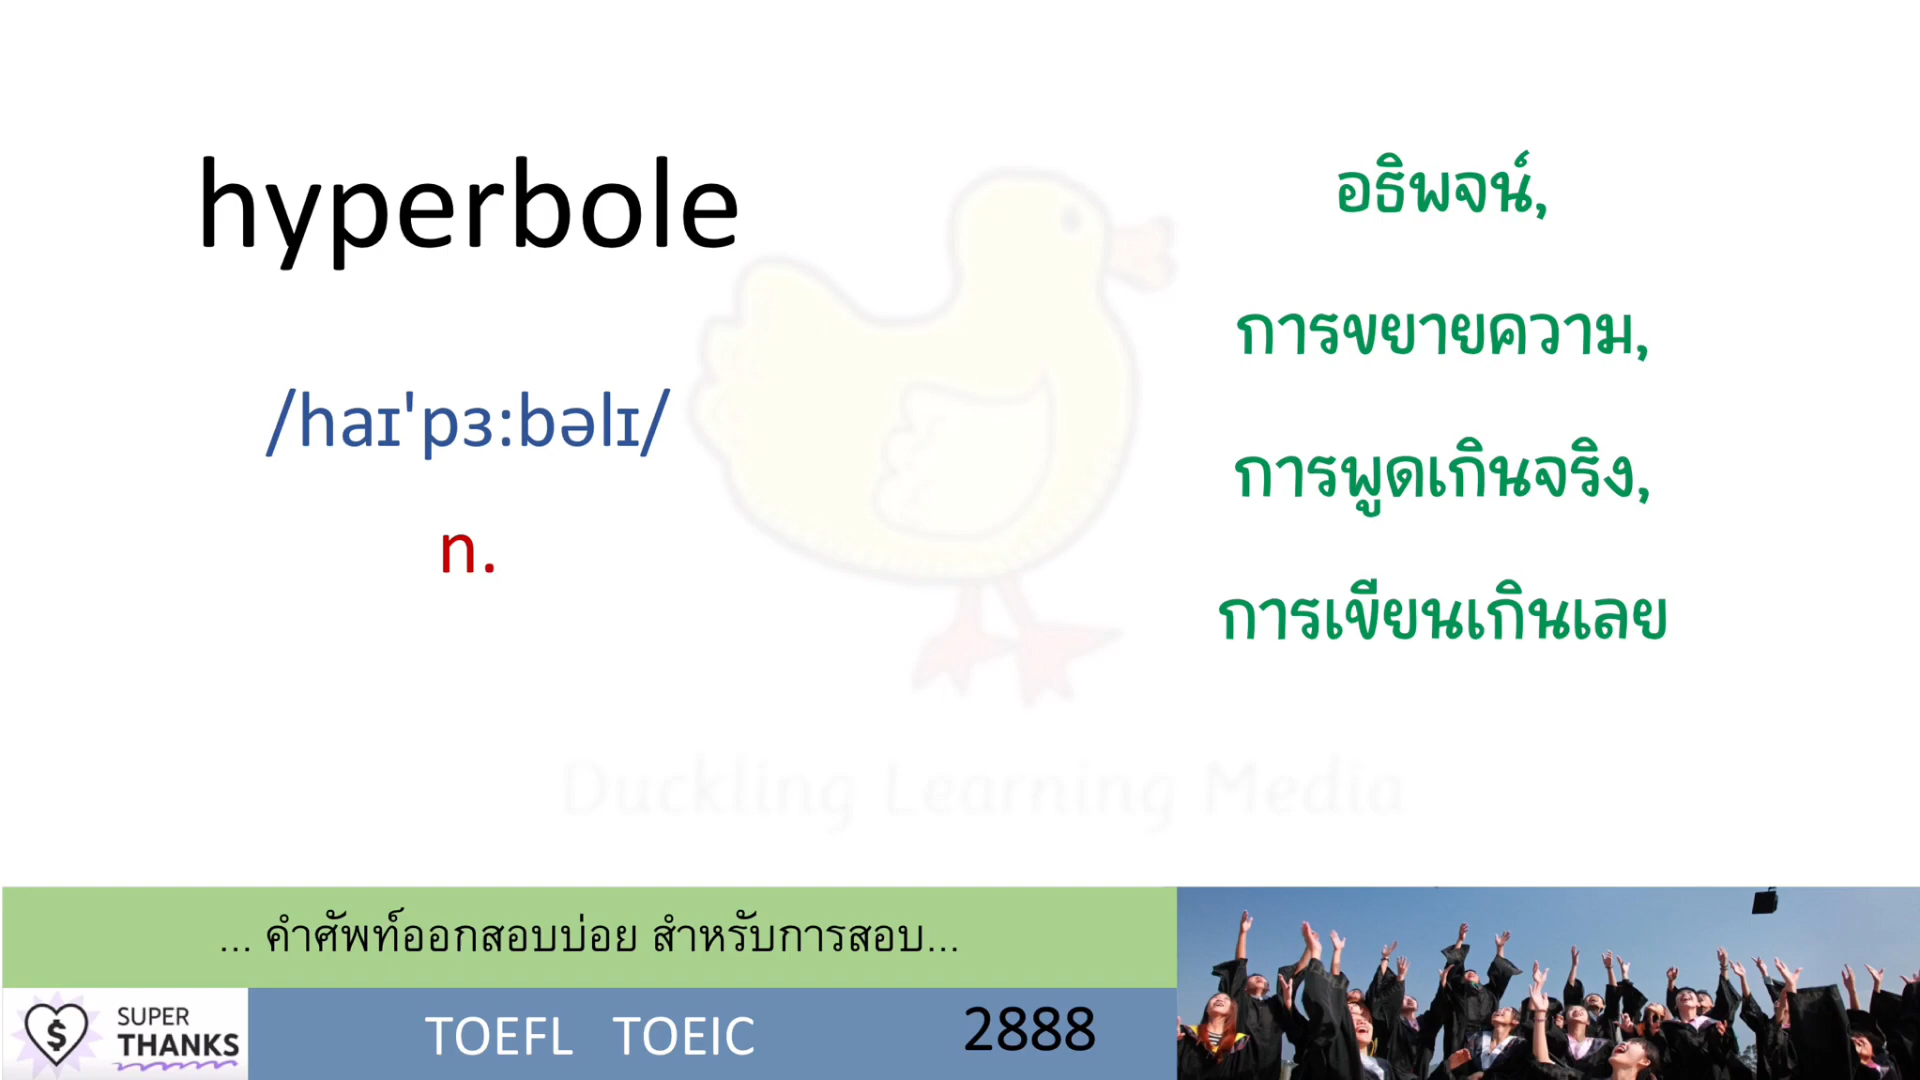 hyperbole
/haɪ'pɜ:bəlɪ/
n.
อธิพจน์,
การขยายความ,
การพูดเกินจริง,
การเขียนเกินเลย
Duckling Learning Media
... คำศัพท์ออกสอบบ่อย สำหรับการสอบ...
SUPER
THANKS
$
TOEFL TOEIC
2888